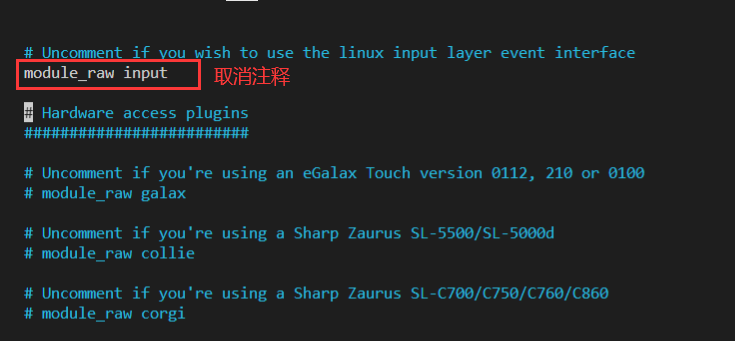 # Uncomment if you wish to use the linux input layer event interface
module_raw input 取消注释
# Hardware access plugins
#########################
# Uncomment if you're using an eGalax Touch version 0112, 210 or 0100
# module_raw galax
# Uncomment if you're using a Sharp Zaurus SL-5500/SL-5000d
# module_raw collie
# Uncomment if you're using a Sharp Zaurus SL-C700/C750/C760/C860
# module_raw corgi